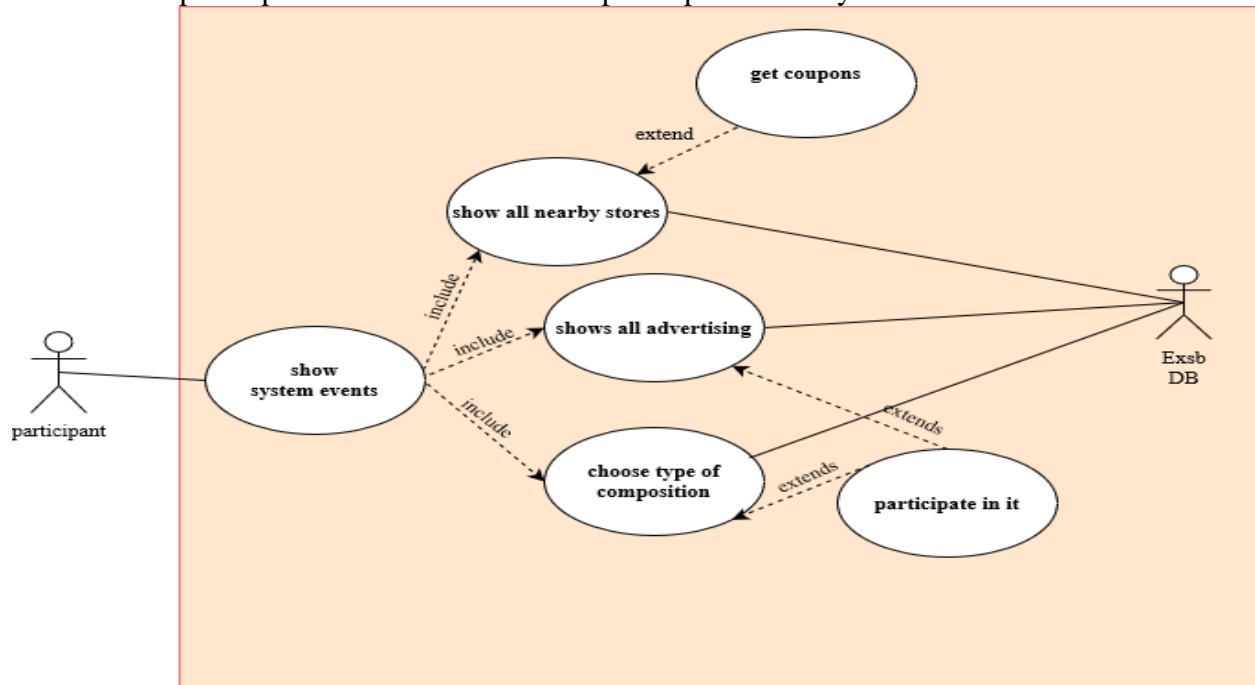 get coupons
extend
show all nearby stores
include
shows all advertising
include
show
system events
participant
include
choose type of
composition
extends
extends
participate in it
Exsb
DB